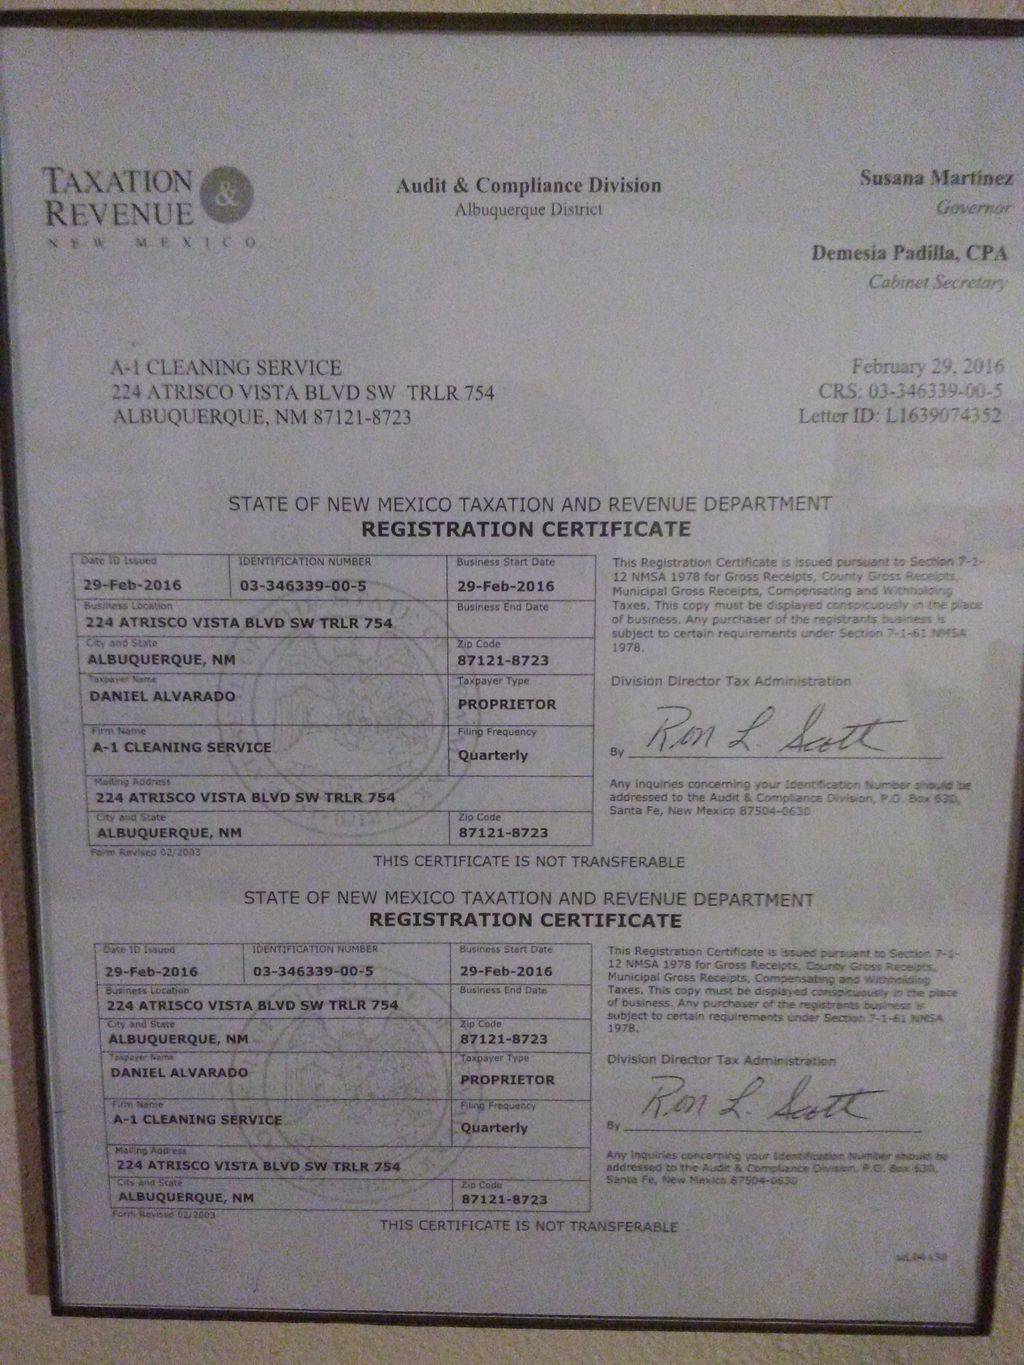 TAXATION & REVENUE
NEW MEXICO
Audit & Compliance Division
Albuquerque District
Susana Martinez
Governor
Demesia Padilla, CPA
Cabinet Secretary
A-1 CLEANING SERVICE
224 ATRISCO VISTA BLVD SW TRLR 754
ALBUQUERQUE, NM 87121-8723
February 29, 2016
CRS: 03-346339-00-5
Letter ID: L1639074352
STATE OF NEW MEXICO TAXATION AND REVENUE DEPARTMENT
REGISTRATION CERTIFICATE
Date ID Issued
29-Feb-2016
IDENTIFICATION NUMBER
03-346339-00-5
Business Start Date
29-Feb-2016
Business Location
224 ATRISCO VISTA BLVD SW TRLR 754
Business End Date
City and State
ALBUQUERQUE, NM
Zip Code
87121-8723
Taxpayer Name
DANIEL ALVARADO
Taxpayer Type
PROPRIETOR
Firm Name
A-1 CLEANING SERVICE
Filing Frequency
Quarterly
Mailing Address
224 ATRISCO VISTA BLVD SW TRLR 754
City and State
ALBUQUERQUE, NM
Zip Code
87121-8723
Form Revised 02/2003
This Registration Certificate is issued pursuant to Section 7-1-
12 NMSA 1978 for Gross Receipts, County Gross Receipts,
Municipal Gross Receipts, Compensating and Withholding
Taxes. This copy must be displayed conspicuously in the place
of business. Any purchaser of the registrants business is
subject to certain requirements under Section 7-1-61 NMSA
1978.
Division Director Tax Administration
By Ron L. Scott
Any inquiries concerning your Identification Number should be
addressed to the Audit & Compliance Division, P.O. Box 630,
Santa Fe, New Mexico 87504-0630
THIS CERTIFICATE IS NOT TRANSFERABLE
STATE OF NEW MEXICO TAXATION AND REVENUE DEPARTMENT
REGISTRATION CERTIFICATE
Date ID Issued
29-Feb-2016
IDENTIFICATION NUMBER
03-346339-00-5
Business Start Date
29-Feb-2016
Business Location
224 ATRISCO VISTA BLVD SW TRLR 754
Business End Date
City and State
ALBUQUERQUE, NM
Zip Code
87121-8723
Taxpayer Name
DANIEL ALVARADO
Taxpayer Type
PROPRIETOR
Firm Name
A-1 CLEANING SERVICE
Filing Frequency
Quarterly
Mailing Address
224 ATRISCO VISTA BLVD SW TRLR 754
City and State
ALBUQUERQUE, NM
Zip Code
87121-8723
Form Revised 02/2003
This Registration Certificate is issued pursuant to Section 7-1-
12 NMSA 1978 for Gross Receipts, County Gross Receipts,
Municipal Gross Receipts, Compensating and Withholding
Taxes. This copy must be displayed conspicuously in the place
of business. Any purchaser of the registrants business is
subject to certain requirements under Section 7-1-61 NMSA
1978.
Division Director Tax Administration
By Ron L. Scott
Any inquiries concerning your Identification Number should be
addressed to the Audit & Compliance Division, P.O. Box 630,
Santa Fe, New Mexico 87504-0630
THIS CERTIFICATE IS NOT TRANSFERABLE